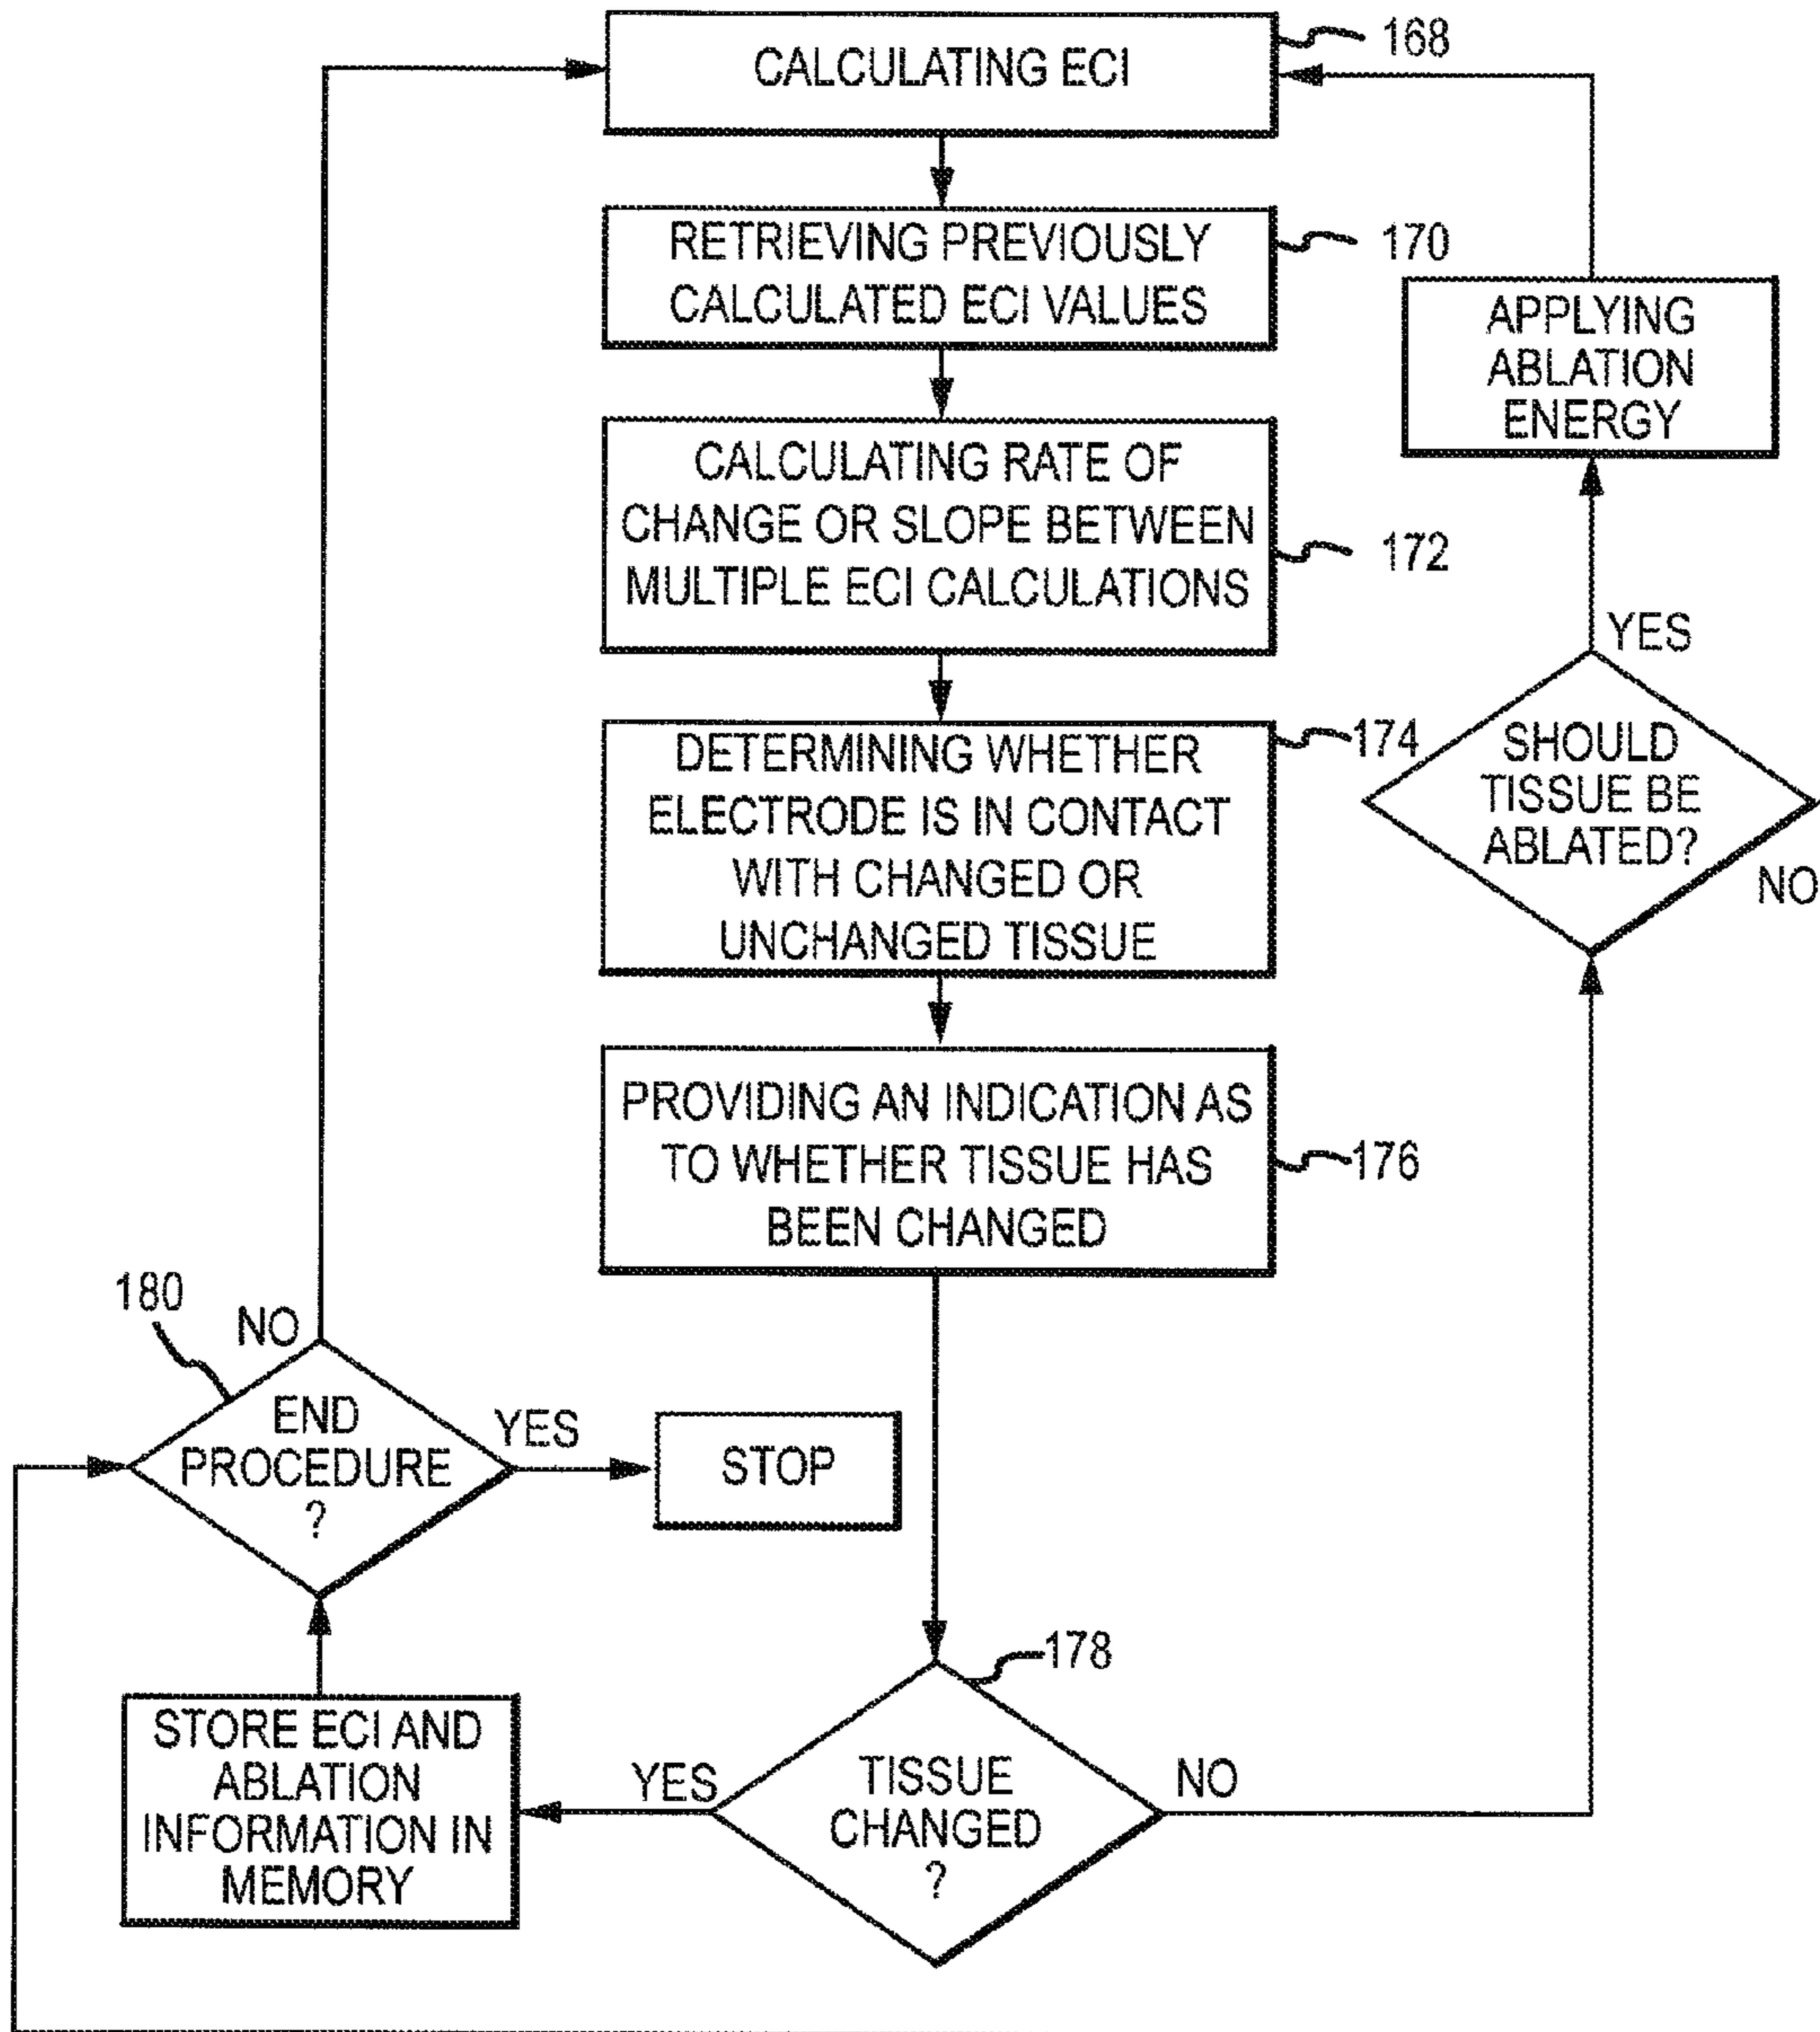 CALCULATING ECI
168
RETRIEVING PREVIOUSLY
CALCULATED ECI VALUES
170
APPLYING
ABLATION
ENERGY
CALCULATING RATE OF
CHANGE OR SLOPE BETWEEN
MULTIPLE ECI CALCULATIONS
172
YES
SHOULD
TISSUE BE
ABLATED?
NO
DETERMINING WHETHER
ELECTRODE IS IN CONTACT
WITH CHANGED OR
UNCHANGED TISSUE
174
PROVIDING AN INDICATION AS
TO WHETHER TISSUE HAS
BEEN CHANGED
176
180
NO
END
PROCEDURE
?
YES
STOP
178
STORE ECI AND
ABLATION
INFORMATION IN
MEMORY
YES
TISSUE
CHANGED
?
NO